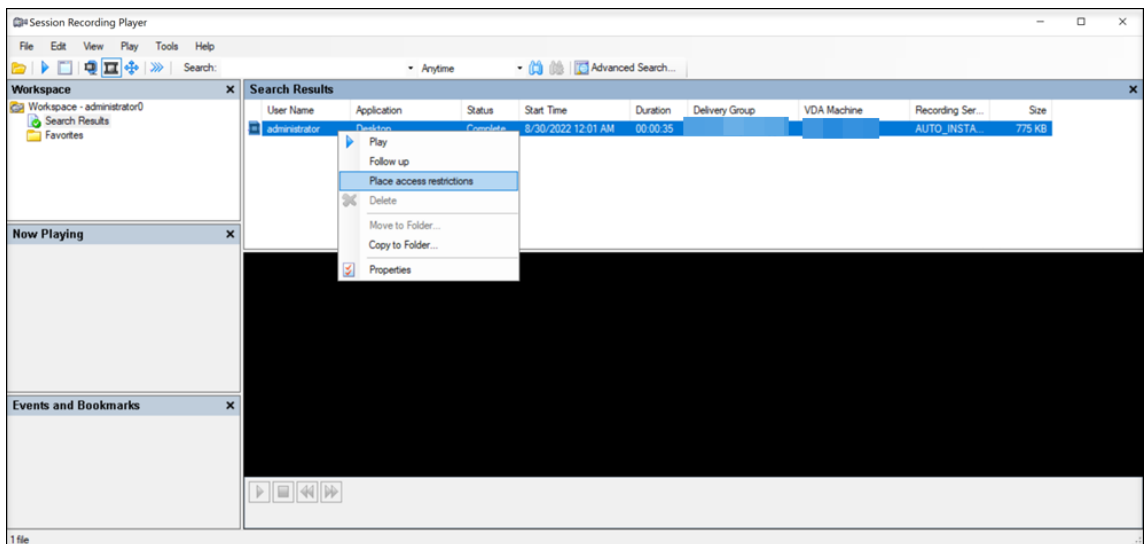 Session Recording Player
File Edit View Play Tools Help
Search: Anytime Advanced Search...
Workspace
Workspace - administrator0
Search Results
Favorites
Search Results
User Name Application Status Start Time Duration Delivery Group VDA Machine Recording Ser... Size
administrator Desktop Complete 8/30/2022 12:01 AM 00:00:35 AUTO_INSTA... 775 KB
Play
Follow up
Place access restrictions
Delete
Move to Folder...
Copy to Folder...
Properties
Now Playing
Events and Bookmarks
1 file